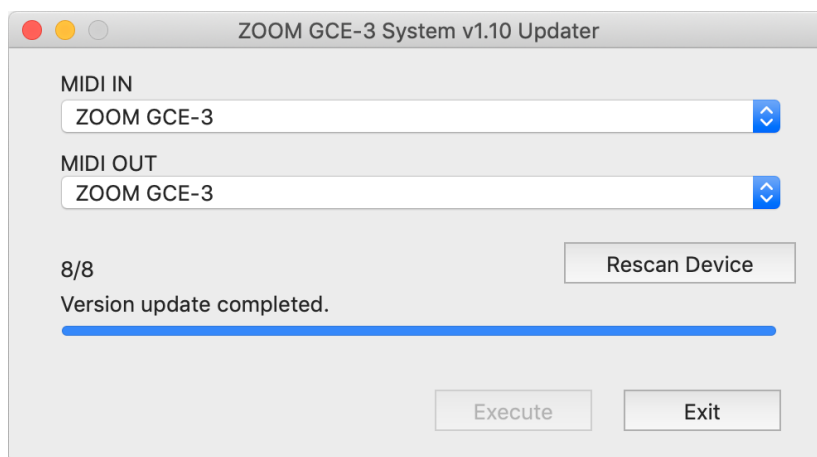 ZOOM GCE-3 System v1.10 Updater
MIDI IN
ZOOM GCE-3
MIDI OUT
ZOOM GCE-3
8/8
Rescan Device
Version update completed.
Execute
Exit